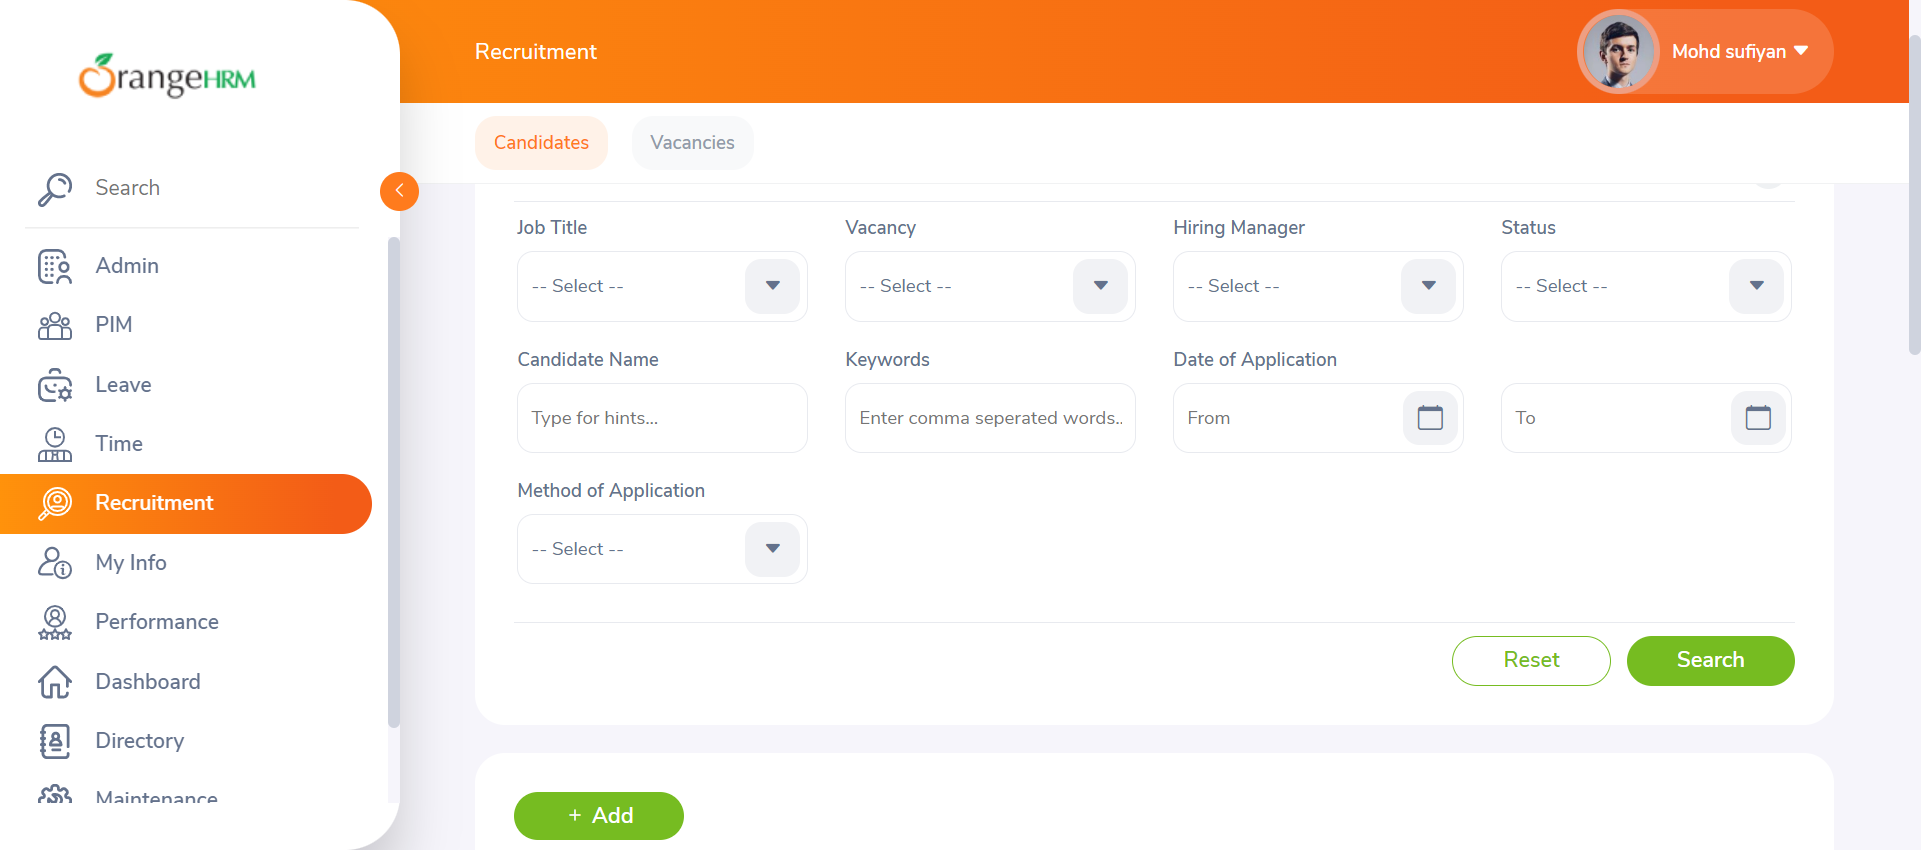 OrangeHRM
Search
Admin
PIM
Leave
Time
Recruitment
My Info
Performance
Dashboard
Directory
Maintenance
Recruitment
Mohd sufiyan
Candidates
Vacancies
Job Title
Vacancy
Hiring Manager
Status
-- Select --
-- Select --
-- Select --
-- Select --
Candidate Name
Keywords
Date of Application
Type for hints...
Enter comma seperated words..
From
To
Method of Application
-- Select --
Reset
Search
+ Add